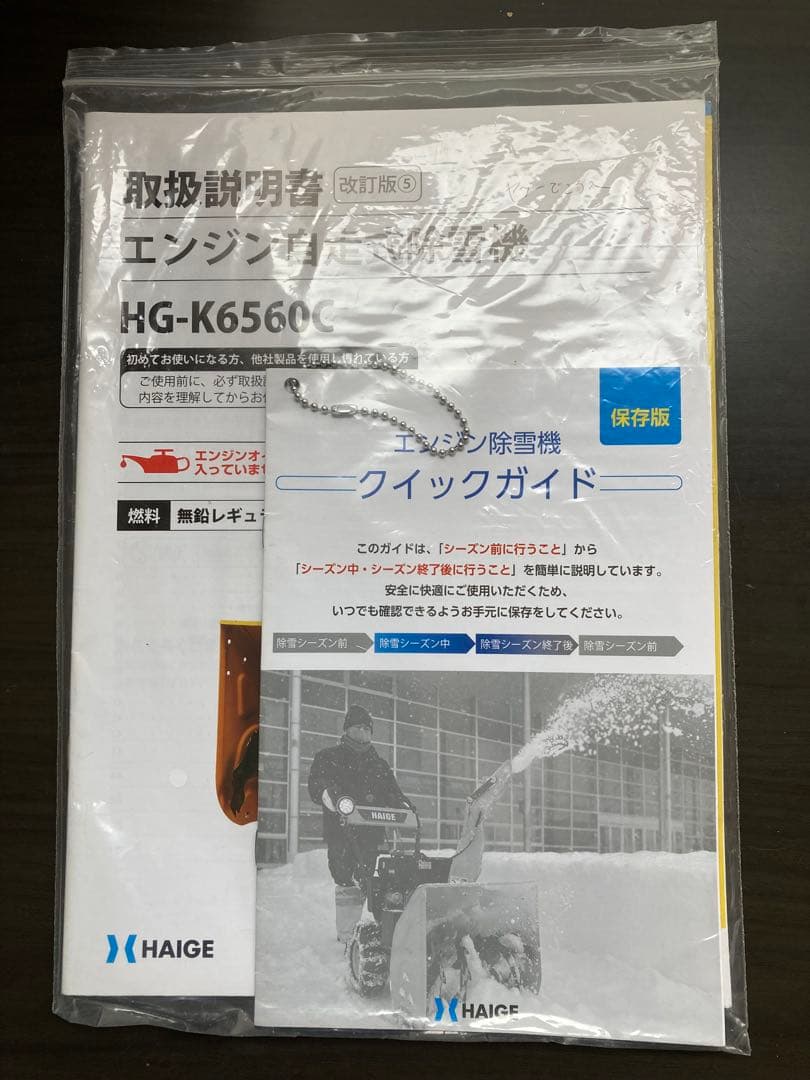 取扱説明書 改訂版⑤
エンジン自走式除雪機
HG-K6560C
初めてお使いになる方、他社製品を使用し慣れている方
ご使用前に、必ず取扱
内容を理解してからお
エンジンオイ
入っていませ
燃料 無鉛レギュラ
HAIGE
保存版
エンジン除雪機
クイックガイド
このガイドは、「シーズン前に行うこと」から
「シーズン中・シーズン終了後に行うこと」を簡単に説明しています。
安全に快適にご使用いただくため、
いつでも確認できるようお手元に保存をしてください。
除雪シーズン前 除雪シーズン中 除雪シーズン終了後 除雪シーズン前
HAIGE
HAIGE